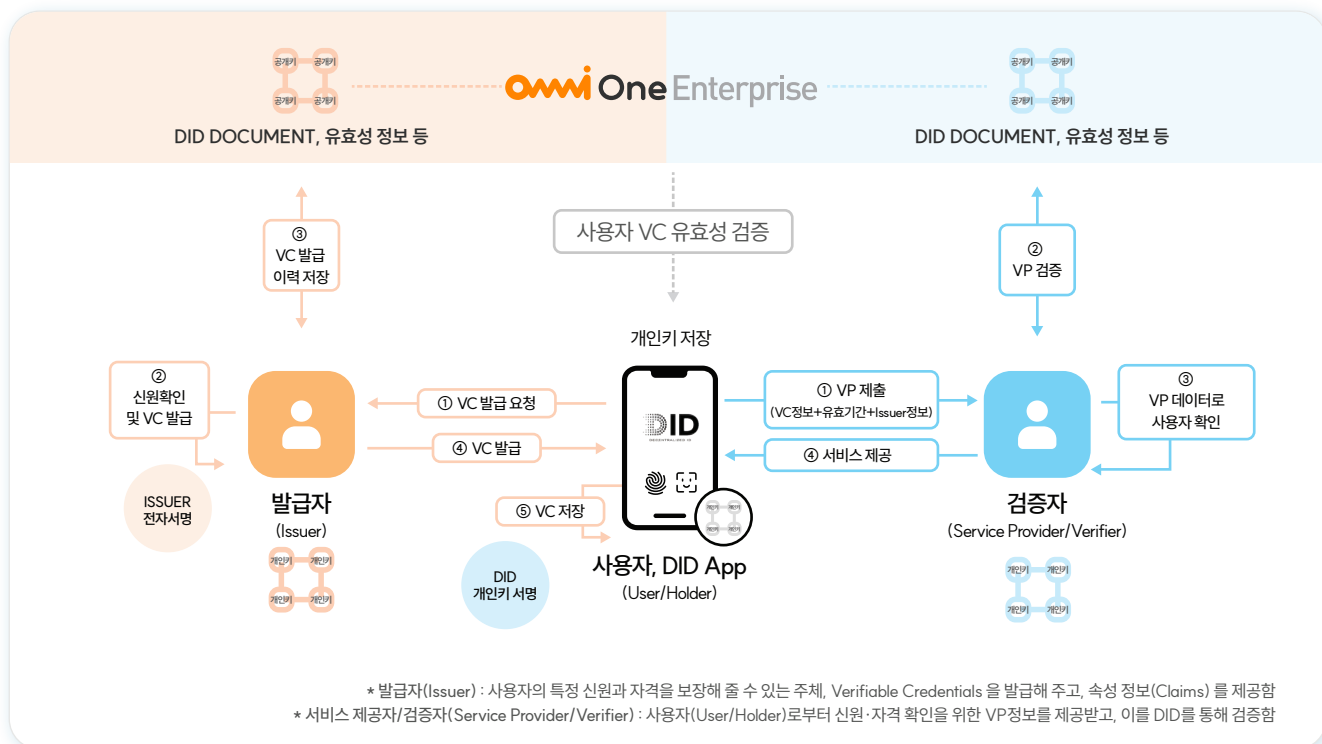 공개키 공개키
공개키 공개키
DID DOCUMENT, 유효성 정보 등
Omni One Enterprise
공개키 공개키
공개키 공개키
DID DOCUMENT, 유효성 정보 등
③
VC 발급
이력 저장
사용자 VC 유효성 검증
②
VP 검증
개인키 저장
②
신원확인
및 VC 발급
① VC 발급 요청
④ VC 발급
DID
DECENTRALIZED ID
① VP 제출
(VC정보+유효기간+Issuer정보)
④ 서비스 제공
③
VP 데이터로
사용자 확인
ISSUER
전자서명
발급자
(Issuer)
개인키 개인키
개인키 개인키
⑤ VC 저장
DID
개인키 서명
개인키 개인키
개인키 개인키
사용자, DID App
(User/Holder)
검증자
(Service Provider/Verifier)
개인키 개인키
개인키 개인키
* 발급자(Issuer) : 사용자의 특정 신원과 자격을 보장해 줄 수 있는 주체, Verifiable Credentials 을 발급해 주고, 속성 정보(Claims) 를 제공함
* 서비스 제공자/검증자(Service Provider/Verifier) : 사용자(User/Holder)로부터 신원·자격 확인을 위한 VP정보를 제공받고, 이를 DID를 통해 검증함